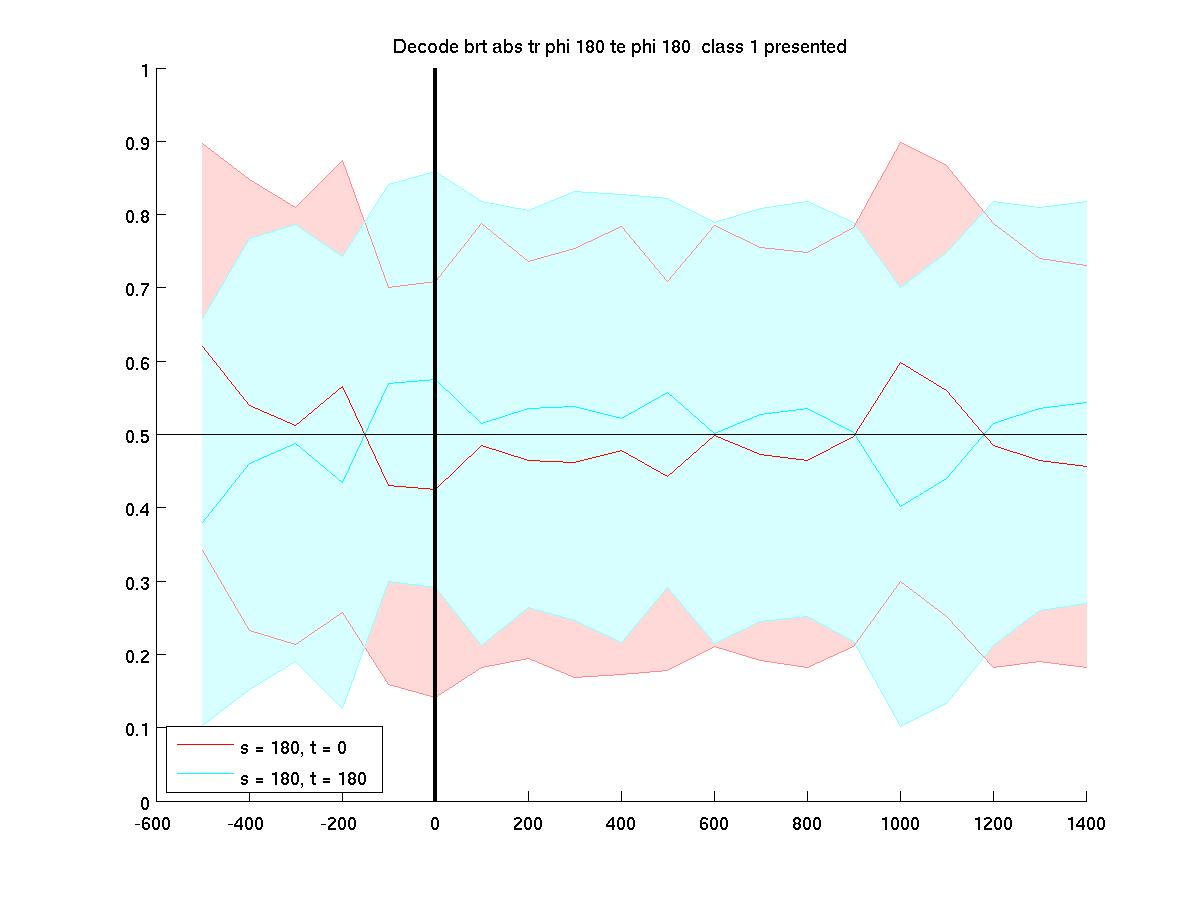 Decode brt abs tr phi 180 te phi 180  class 1 presented
1
0.9
0.8
0.7
0.6
0.5
0.4
0.3
0.2
0.1
0
s = 180, t = 0
s = 180, t = 180
-600 -400 -200 0 200 400 600 800 1000 1200 1400